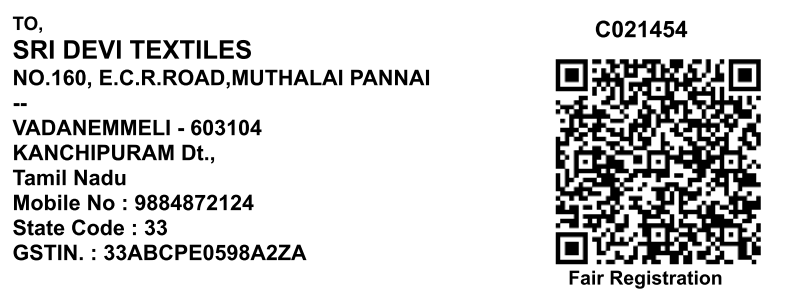 TO,
SRI DEVI TEXTILES
NO.160, E.C.R.ROAD,MUTHALAI PANNAI
--
VADANEMMELI - 603104
KANCHIPURAM Dt.,
Tamil Nadu
Mobile No : 9884872124
State Code : 33
GSTIN. : 33ABCPE0598A2ZA
C021454
Fair Registration